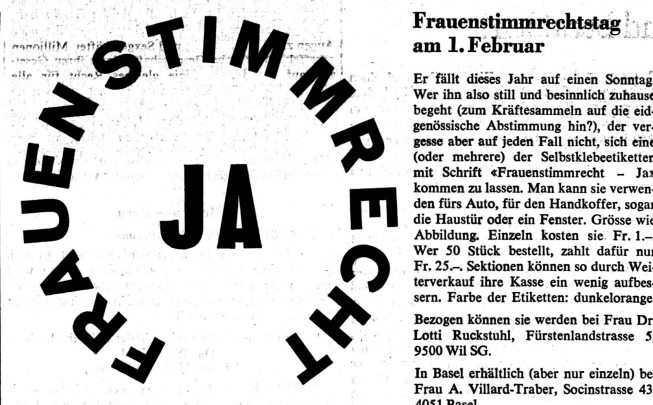 FRAUENSTIMMRECHT
JA
Frauenstimmrechtstag
am 1. Februar
Er fällt dieses Jahr auf einen Sonntag
Wer ihn also still und besinnlich zuhause
begeht (zum Kräftesammeln auf die eid-
genössische Abstimmung hin?), der ver-
gesse aber auf jeden Fall nicht, sich eine
(oder mehrere) der Selbstklebeetiketten
mit Schrift «Frauenstimmrecht – Ja»
kommen zu lassen. Man kann sie verwen-
den fürs Auto, für den Handkoffer, sogar
die Haustür oder ein Fenster. Grösse wie
Abbildung. Einzeln kosten sie Fr. 1.–
Wer 50 Stück bestellt, zahlt dafür nur
Fr. 25.–. Sektionen können so durch Wei-
terverkauf ihre Kasse ein wenig aufbes-
sern. Farbe der Etiketten: dunkelorange
Bezogen können sie werden bei Frau Dr
Lotti Ruckstuhl, Fürstenlandstrasse 5
9500 Wil SG.
In Basel erhältlich (aber nur einzeln) be
Frau A. Villard-Traber, Socinstrasse 43
4051 Basel